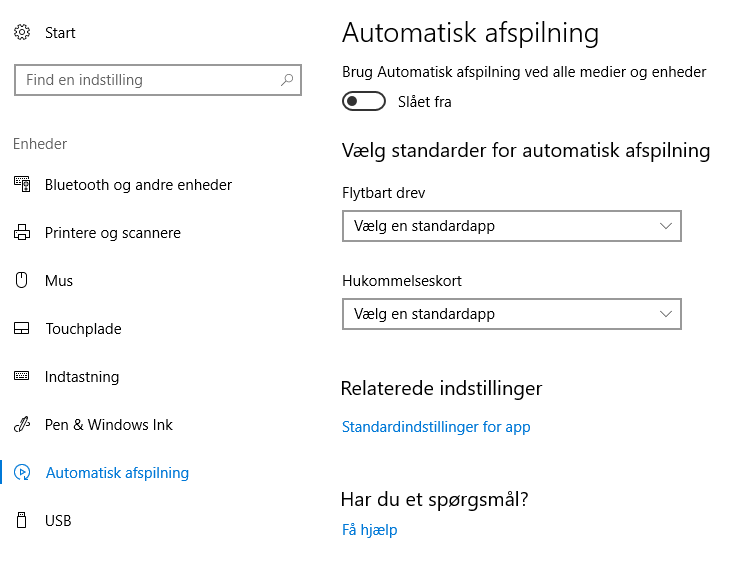 Start
Find en indstilling
Enheder
Bluetooth og andre enheder
Printere og scannere
Mus
Touchplade
Indtastning
Pen & Windows Ink
Automatisk afspilning
USB
Automatisk afspilning
Brug Automatisk afspilning ved alle medier og enheder
Slået fra
Vælg standarder for automatisk afspilning
Flytbart drev
Vælg en standardapp
Hukommelseskort
Vælg en standardapp
Relaterede indstillinger
Standardindstillinger for app
Har du et spørgsmål?
Få hjælp